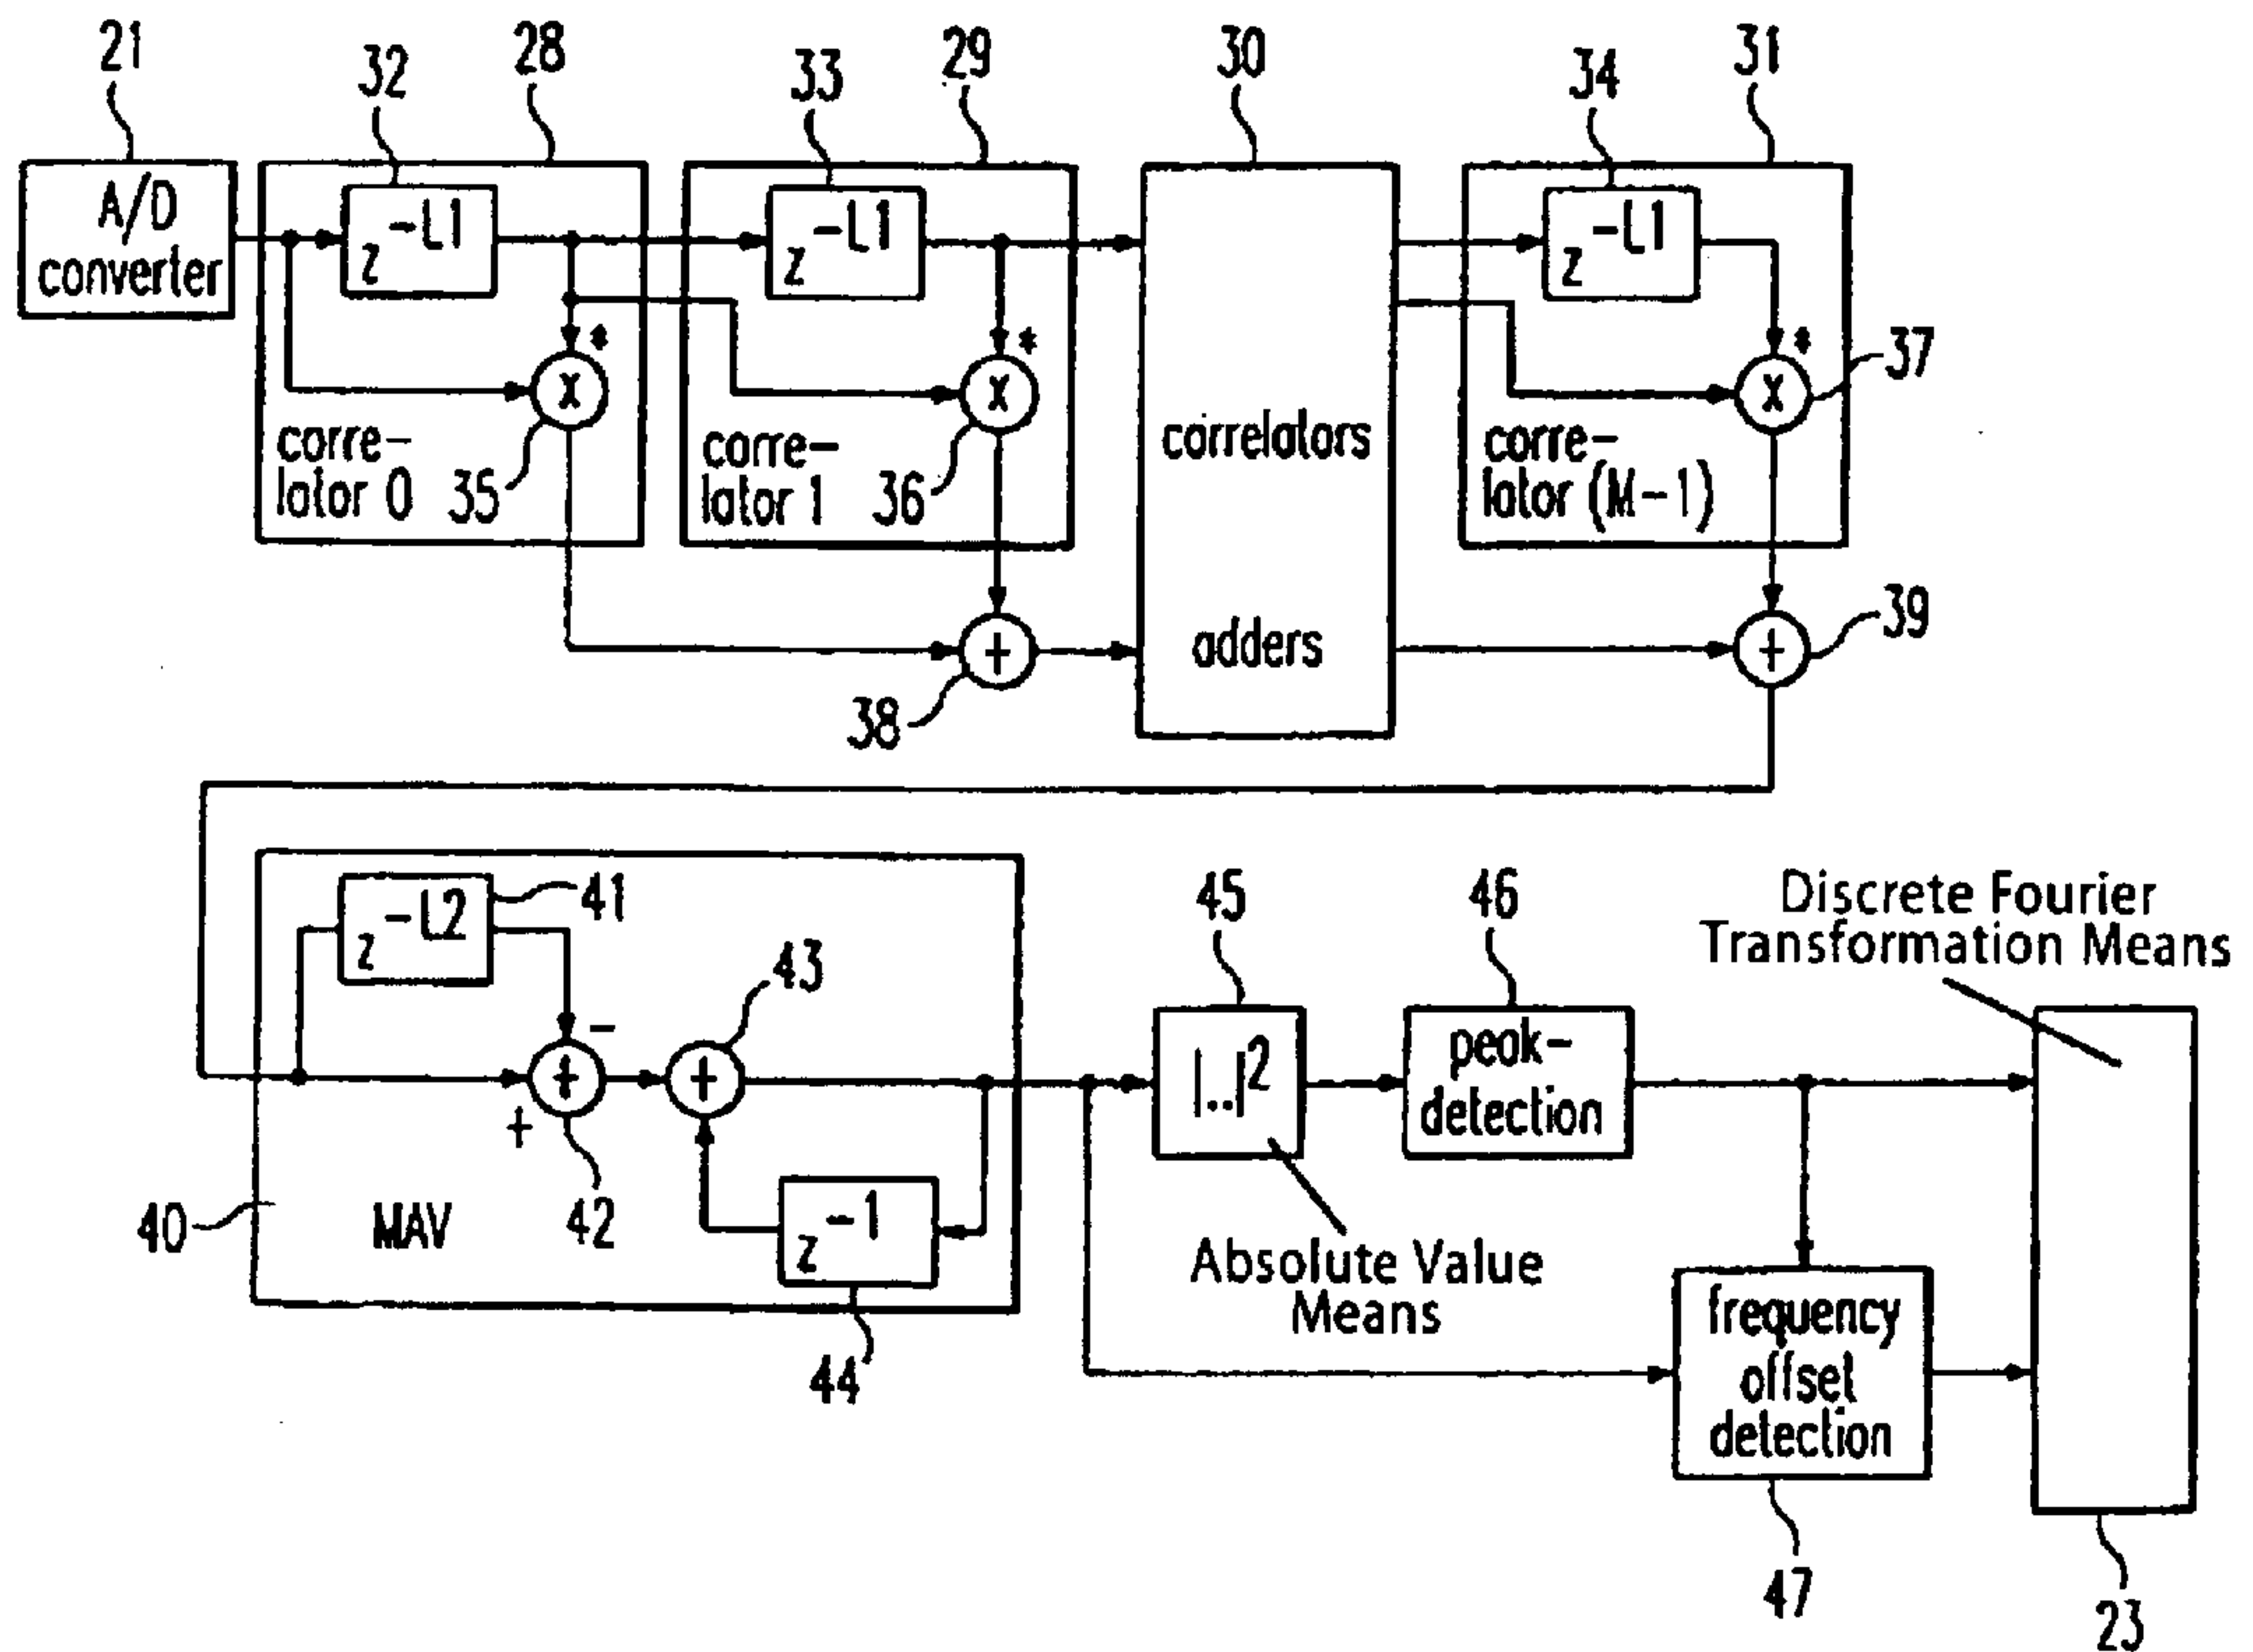 21
32
28
33
29
30
34
31
A/D
converter
z -L1
z -L1
z -L1
*
*
*
X
X
X
37
corre-
lator 0
35
corre-
lator 1
36
correlators
corre-
lator (M-1)
+
adders
+
39
38
z -L2
41
43
45
46
Discrete Fourier
Transformation Means
-
+
+
+
|..|2
peak-
detection
40
MAV
42
z -1
44
Absolute Value
Means
frequency
offset
detection
47
23